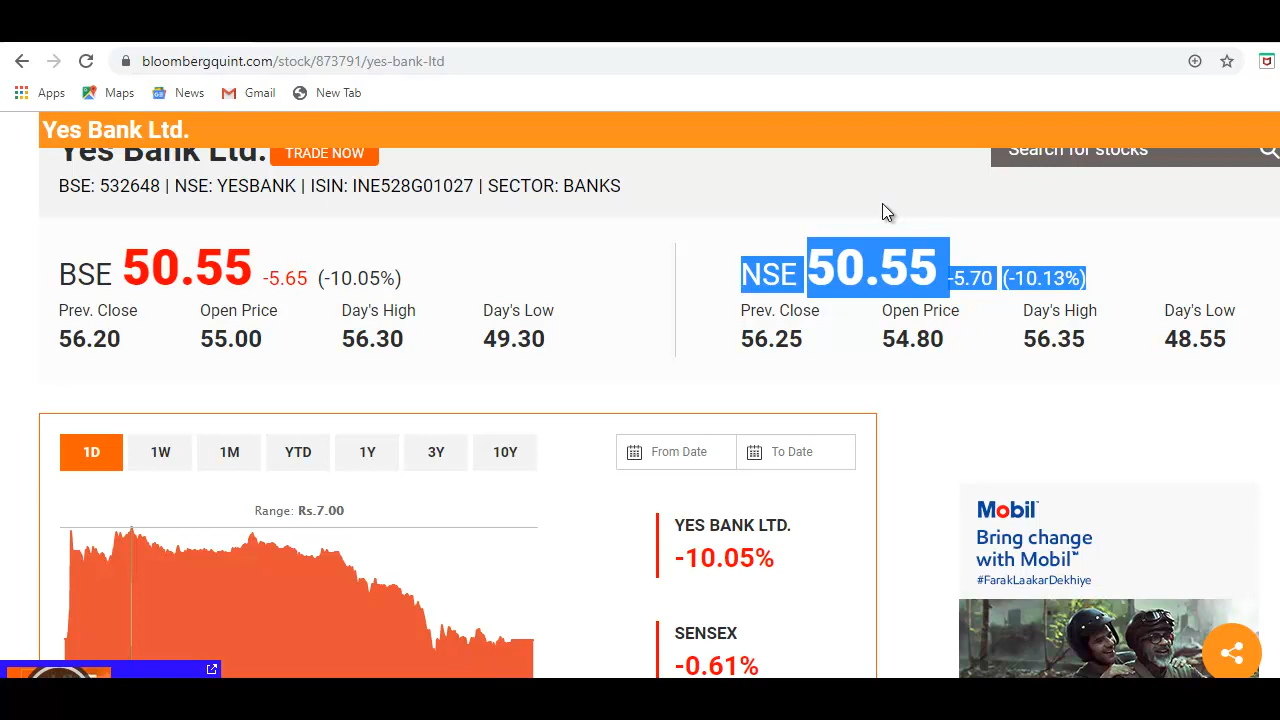 bloombergquint.com/stock/873791/yes-bank-ltd
Apps Maps News Gmail New Tab
Yes Bank Ltd.
Yes Bank Ltd. TRADE NOW
Search for stocks
BSE: 532648 | NSE: YESBANK | ISIN: INE528G01027 | SECTOR: BANKS
BSE 50.55 -5.65 (-10.05%)
Prev. Close Open Price Day's High Day's Low
56.20 55.00 56.30 49.30
NSE 50.55 -5.70 (-10.13%)
Prev. Close Open Price Day's High Day's Low
56.25 54.80 56.35 48.55
1D 1W 1M YTD 1Y 3Y 10Y
From Date To Date
Range: Rs.7.00
YES BANK LTD.
-10.05%
SENSEX
-0.61%
Mobil™
Bring change
with Mobil™
#FarakLaakarDekhiye